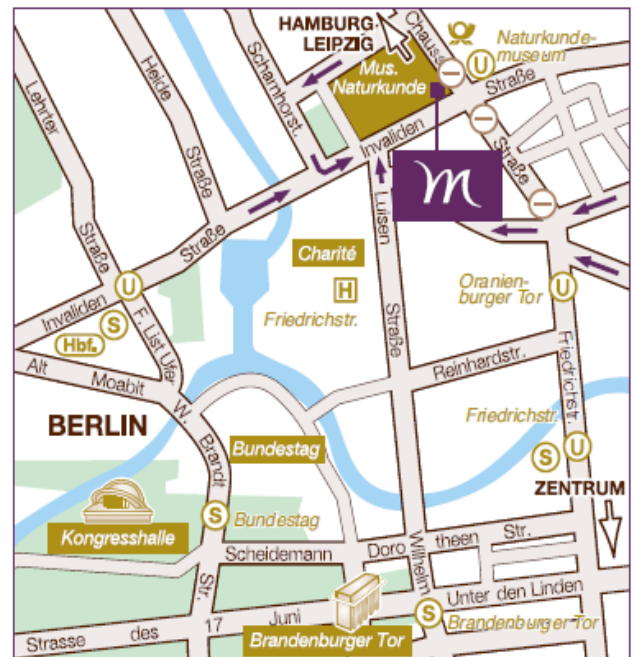 HAMBURG
LEIPZIG
Chauss.
Naturkunde-
museum
U
Mus.
Naturkunde
Straße
Scharnhorst.
Heide
Straße
Lehrter
Straße
Invaliden
Straße
m
Luisen
Straße
Charité
H
Friedrichstr.
Oranien-
burger Tor
U
Invaliden
Straße
U
S
Hbf.
F. List Ufer
Alt
Moabit
W.
Brandt
Str.
Reinhardstr.
Friedrichstr.
Friedrichstr.
S
U
BERLIN
Bundestag
ZENTRUM
Kongresshalle
S
Bundestag
Scheidemann
Doro
theen
Str.
Wilhelm
Unter den Linden
S
Brandenburger Tor
Brandenburger Tor
Strasse
des
17
Juni